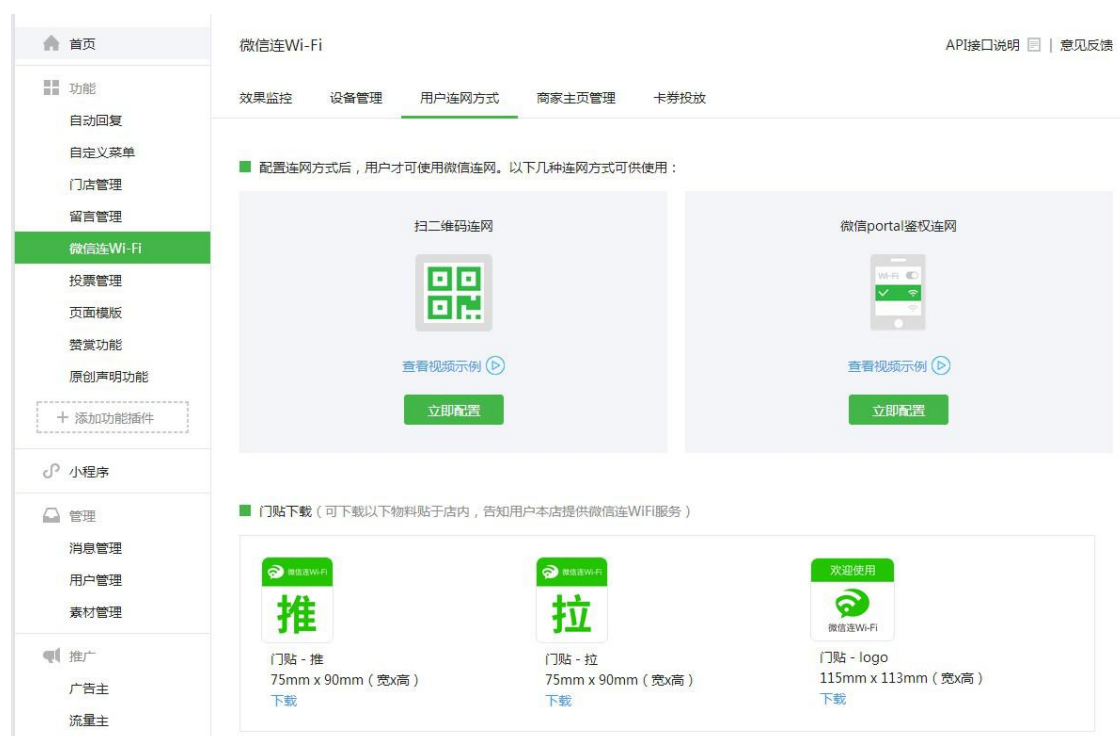 首页
功能
自动回复
自定义菜单
门店管理
留言管理
微信连Wi-Fi
投票管理
页面模版
赞赏功能
原创声明功能
+ 添加功能插件
小程序
管理
消息管理
用户管理
素材管理
推广
广告主
流量主
微信连Wi-Fi
API接口说明 | 意见反馈
效果监控 设备管理 用户连网方式 商家主页管理 卡券投放
配置连网方式后，用户才可使用微信连网。以下几种连网方式可供使用：
扫二维码连网
查看视频示例
立即配置
微信portal鉴权连网
Wi-Fi
查看视频示例
立即配置
门贴下载（可下载以下物料贴于店内，告知用户本店提供微信连WiFi服务）
微信连Wi-Fi
推
门贴 - 推
75mm x 90mm（宽x高）
下载
微信连Wi-Fi
拉
门贴 - 拉
75mm x 90mm（宽x高）
下载
欢迎使用
微信连Wi-Fi
门贴 - logo
115mm x 113mm（宽x高）
下载